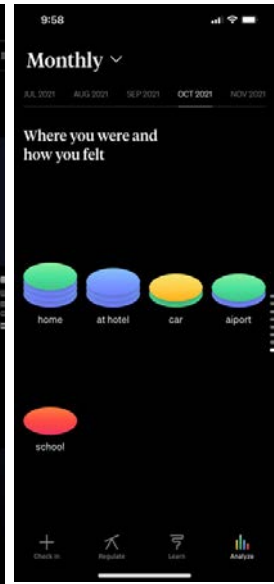 9:58
Monthly
JUL 2021 AUG 2021 SEP 2021 OCT 2021 NOV 2021
Where you were and
how you felt
home at hotel car aiport
school
Check in Regulate Learn Analyze